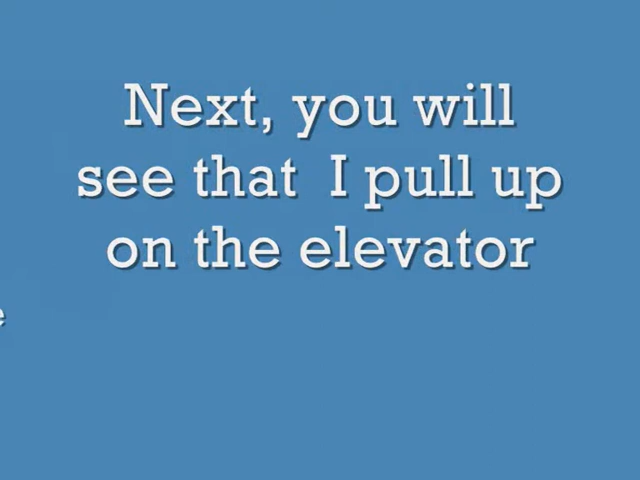 Next, you will
see that I pull up
on the elevator
e